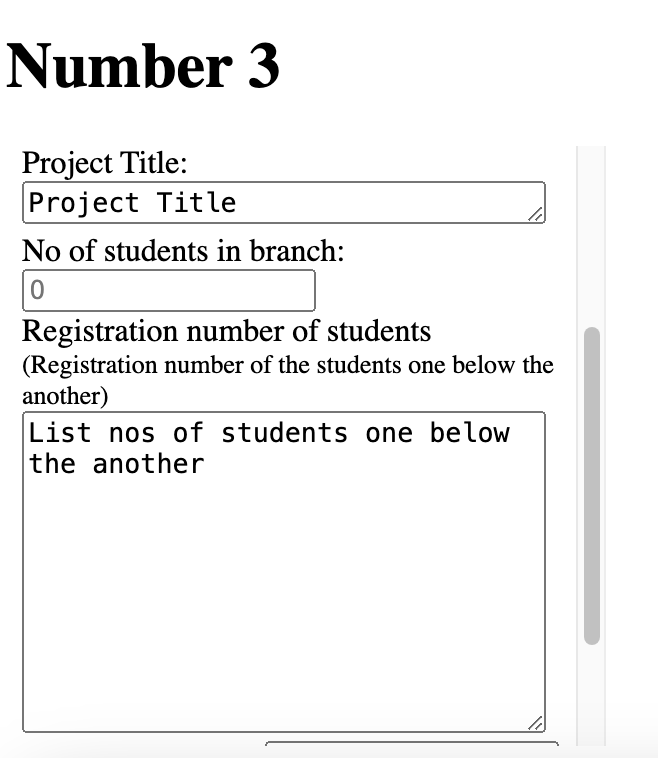 Number 3
Project Title:
Project Title
No of students in branch:
0
Registration number of students
(Registration number of the students one below the
another)
List nos of students one below
the another